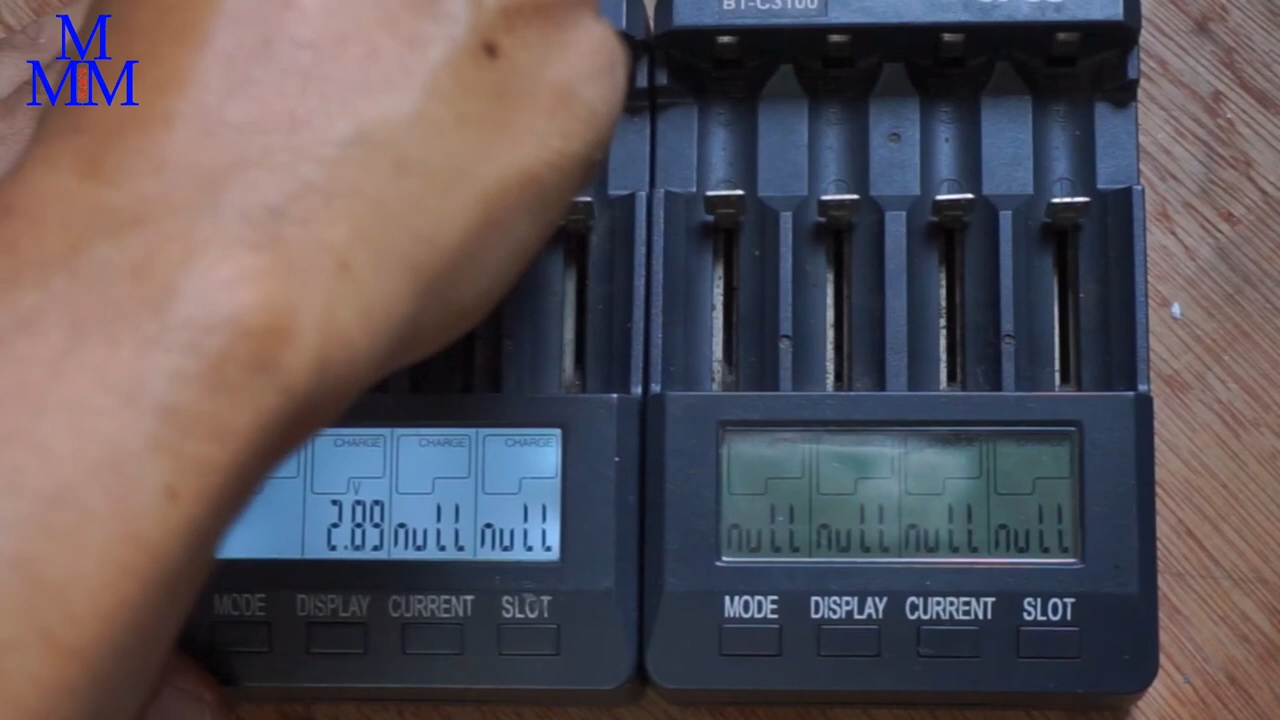 M
MIM
BT-C3100
CHARGE CHARGE CHARGE
V
2.89 null null
null null null null
MODE DISPLAY CURRENT SLOT
MODE DISPLAY CURRENT SLOT